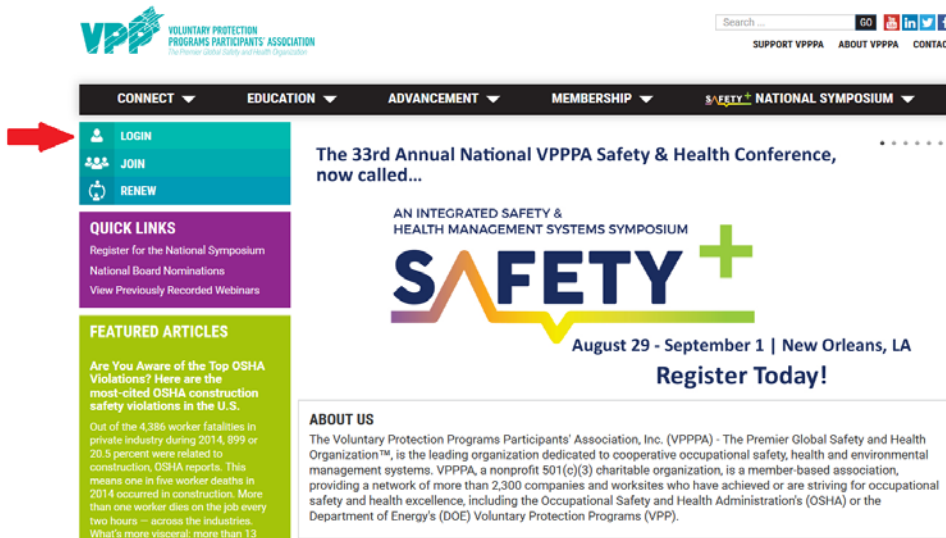 VPP
VOLUNTARY PROTECTION
PROGRAMS PARTICIPANTS' ASSOCIATION
The Premier Global Safety and Health Organization
Search ...
GO
SUPPORT VPPPA ABOUT VPPPA
CONNECT EDUCATION ADVANCEMENT MEMBERSHIP SAFETY+ NATIONAL SYMPOSIUM
LOGIN
JOIN
RENEW
QUICK LINKS
Register for the National Symposium
National Board Nominations
View Previously Recorded Webinars
FEATURED ARTICLES
Are You Aware of the Top OSHA
Violations? Here are the
most-cited OSHA construction
safety violations in the U.S.
Out of the 4,386 worker fatalities in
private industry during 2014, 899 or
20.5 percent were related to
construction, OSHA reports. This
means one in five worker deaths in
2014 occurred in construction. More
than one worker dies on the job every
two hours — across the industries.
What's more visceral: more than 13
The 33rd Annual National VPPPA Safety & Health Conference,
now called...
AN INTEGRATED SAFETY &
HEALTH MANAGEMENT SYSTEMS SYMPOSIUM
SAFETY+
August 29 - September 1 | New Orleans, LA
Register Today!
ABOUT US
The Voluntary Protection Programs Participants' Association, Inc. (VPPPA) - The Premier Global Safety and Health
Organization™, is the leading organization dedicated to cooperative occupational safety, health and environmental
management systems. VPPPA, a nonprofit 501(c)(3) charitable organization, is a member-based association,
providing a network of more than 2,300 companies and worksites who have achieved or are striving for occupational
safety and health excellence, including the Occupational Safety and Health Administration's (OSHA) or the
Department of Energy's (DOE) Voluntary Protection Programs (VPP).